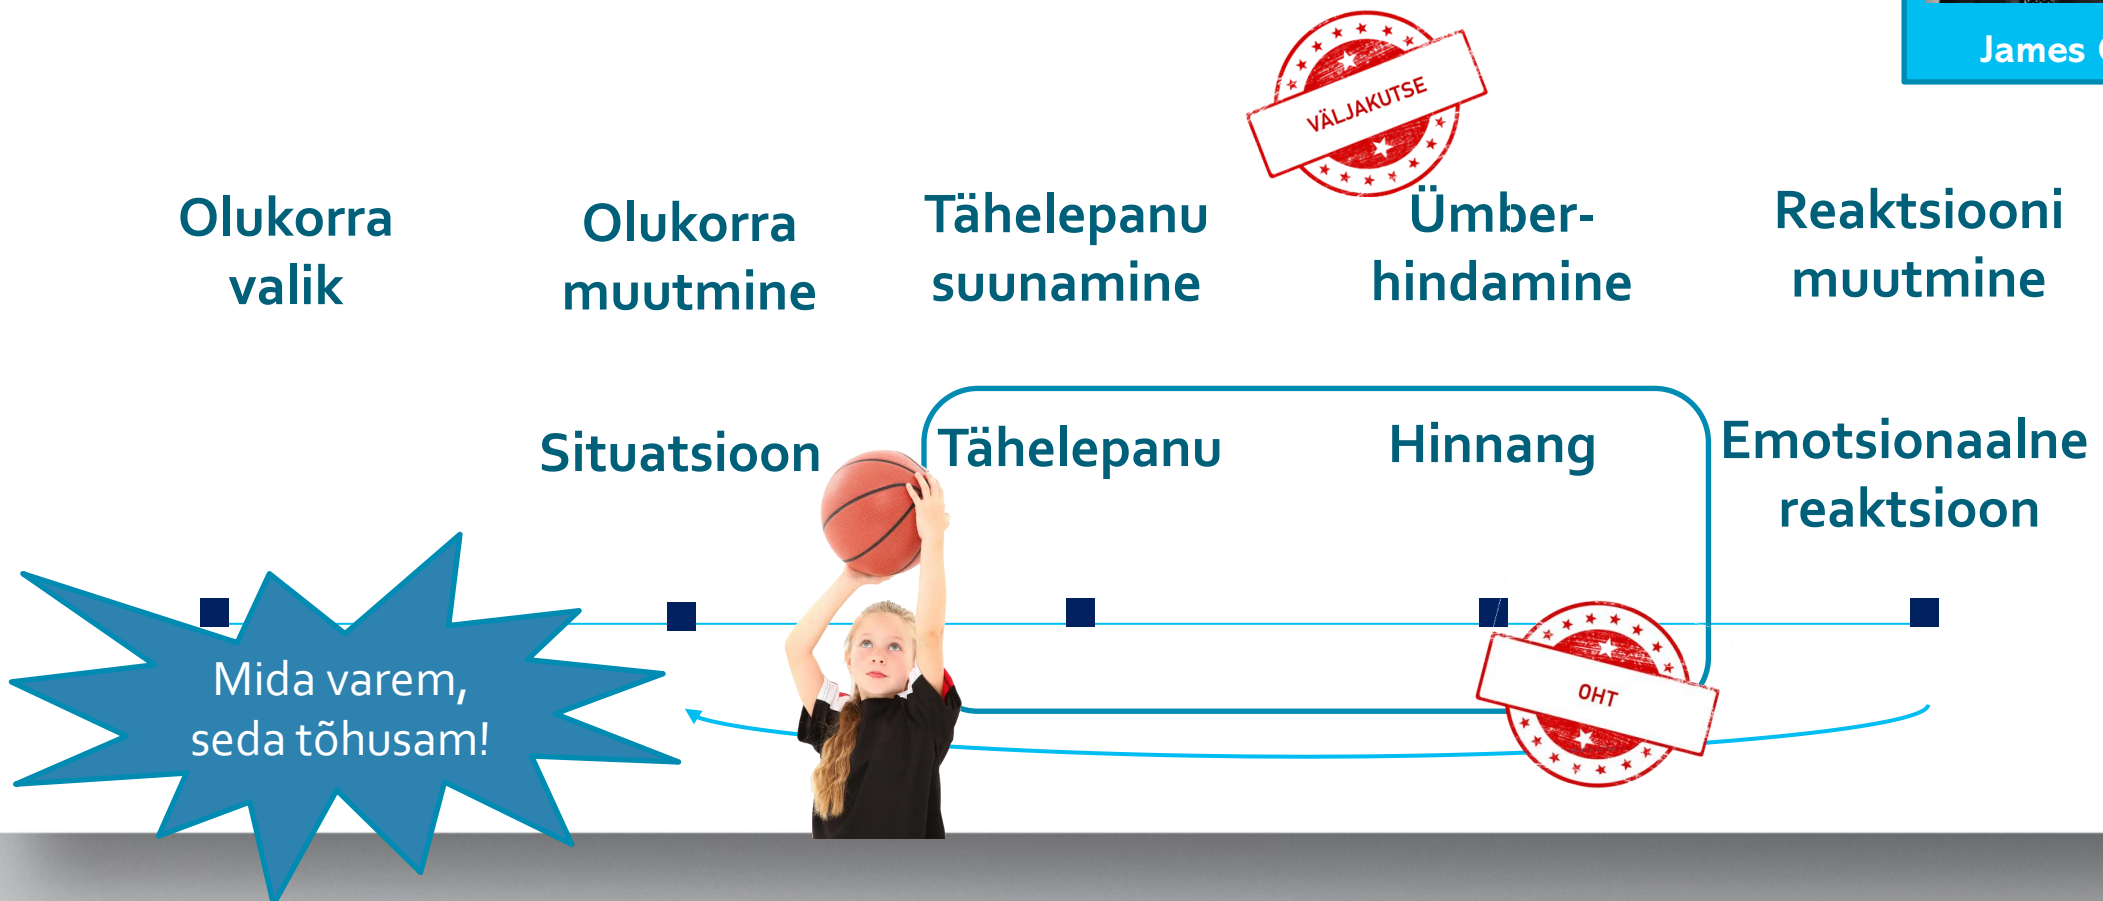 James
VÄLJAKUTSE
Olukorra
valik
Olukorra
muutmine
Tähelepanu
suunamine
Ümber-
hindamine
Reaktsiooni
muutmine
Situatsioon
Tähelepanu
Hinnang
Emotsionaalne
reaktsioon
Mida varem,
seda tõhusam!
OHT